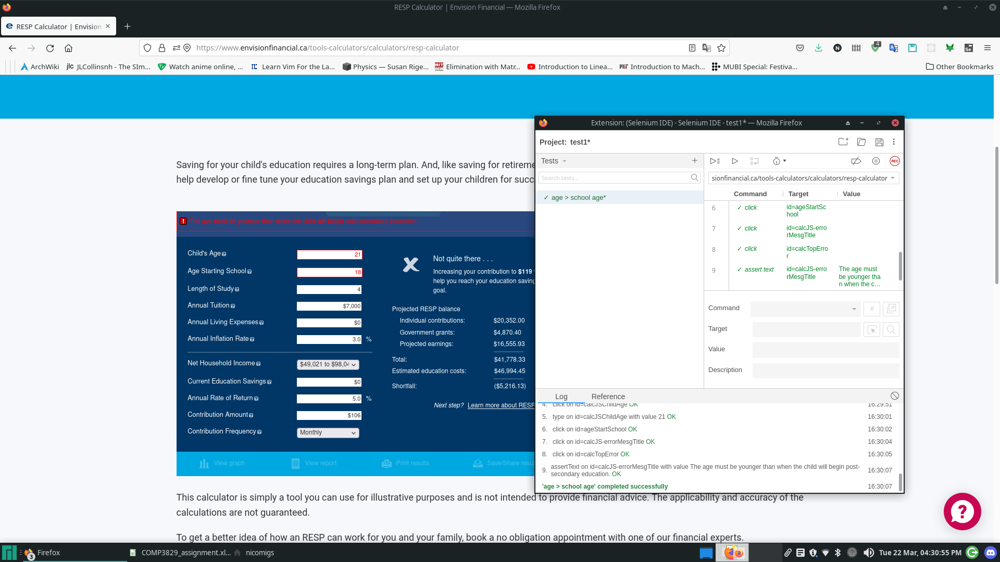 RESP Calculator | Envision Financial — Mozilla Firefox
RESP Calculator | Envision
https://www.envisionfinancial.ca/tools-calculators/calculators/resp-calculator
4
ArchWiki
jlc JLCollinsnh - The SIm...
Watch anime online, ...
Learn Vim For the La...
Physics — Susan Rige...
Elimination with Matr...
Introduction to Linea...
Introduction to Mach...
MUBI Special: Festiva...
Other Bookmarks
Saving for your child's education requires a long-term plan. And, like saving for retireme
help develop or fine tune your education savings plan and set up your children for succ
The age must be younger than when the child will begin post-secondary education.
Child's Age
21
Age Starting School
18
Length of Study
4
Annual Tuition
$7,000
Annual Living Expenses
$0
Annual Inflation Rate
3.0 %
Net Household Income
$49,021 to $98,04
Current Education Savings
$0
Annual Rate of Return
5.0 %
Contribution Amount
$106
Contribution Frequency
Monthly
Not quite there . . .
Increasing your contribution to $119
help you reach your education saving
goal.
Projected RESP balance
Individual contributions: $20,352.00
Government grants: $4,870.40
Projected earnings: $16,555.93
Total: $41,778.33
Estimated education costs: $46,994.45
Shortfall: ($5,216.13)
Next step? Learn more about RESP
View graph
View report
Print results
Save/Share resu
This calculator is simply a tool you can use for illustrative purposes and is not intended to provide financial advice. The applicability and accuracy of the
calculations are not guaranteed.
To get a better idea of how an RESP can work for you and your family, book a no obligation appointment with one of our financial experts.
Extension: (Selenium IDE) - Selenium IDE - test1* — Mozilla Firefox
Project: test1*
Tests
Search tests...
✓ age > school age*
REC
sionfinancial.ca/tools-calculators/calculators/resp-calculator
Command Target Value
6 ✓ click id=ageStartSc
hool
7 ✓ click id=calcJS-erro
rMesgTitle
8 ✓ click id=calcTopErro
r
9 ✓ assert text id=calcJS-erro The age must
rMesgTitle be younger tha
n when the c...
Command
//
Target
Value
Description
Log
Reference
4. click on id=calcJSChildAge OK 16:29:51
5. type on id=calcJSChildAge with value 21 OK 16:30:01
6. click on id=ageStartSchool OK 16:30:02
7. click on id=calcJS-errorMesgTitle OK 16:30:04
8. click on id=calcTopError OK 16:30:05
9. assertText on id=calcJS-errorMesgTitle with value The age must be younger than when the child will begin post-
secondary education. OK 16:30:07
'age > school age' completed successfully 16:30:07
3
Firefox
COMP3829_assignment.xl...
nicomigs
Tue 22 Mar, 04:30:55 PM